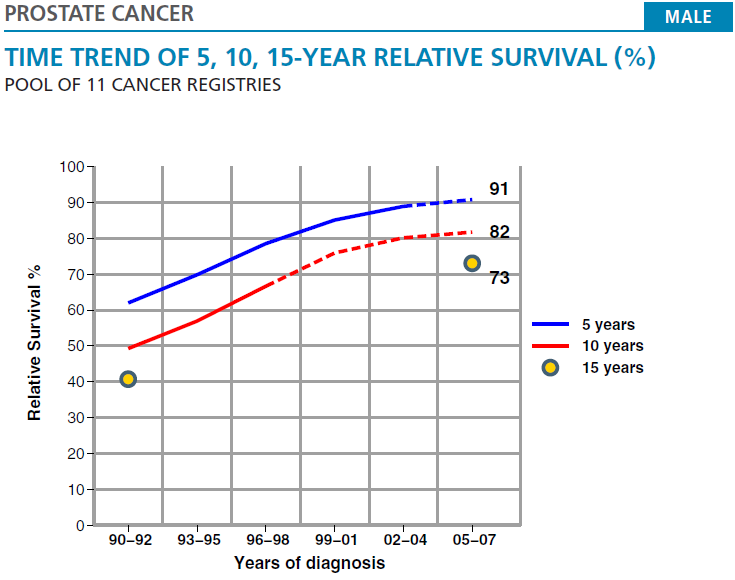 PROSTATE CANCER
MALE
TIME TREND OF 5, 10, 15-YEAR RELATIVE SURVIVAL (%)
POOL OF 11 CANCER REGISTRIES
100
90
80
70
60
50
40
30
20
10
0
Relative Survival %
91
82
73
5 years
10 years
15 years
90–92 93–95 96–98 99–01 02–04 05–07
Years of diagnosis